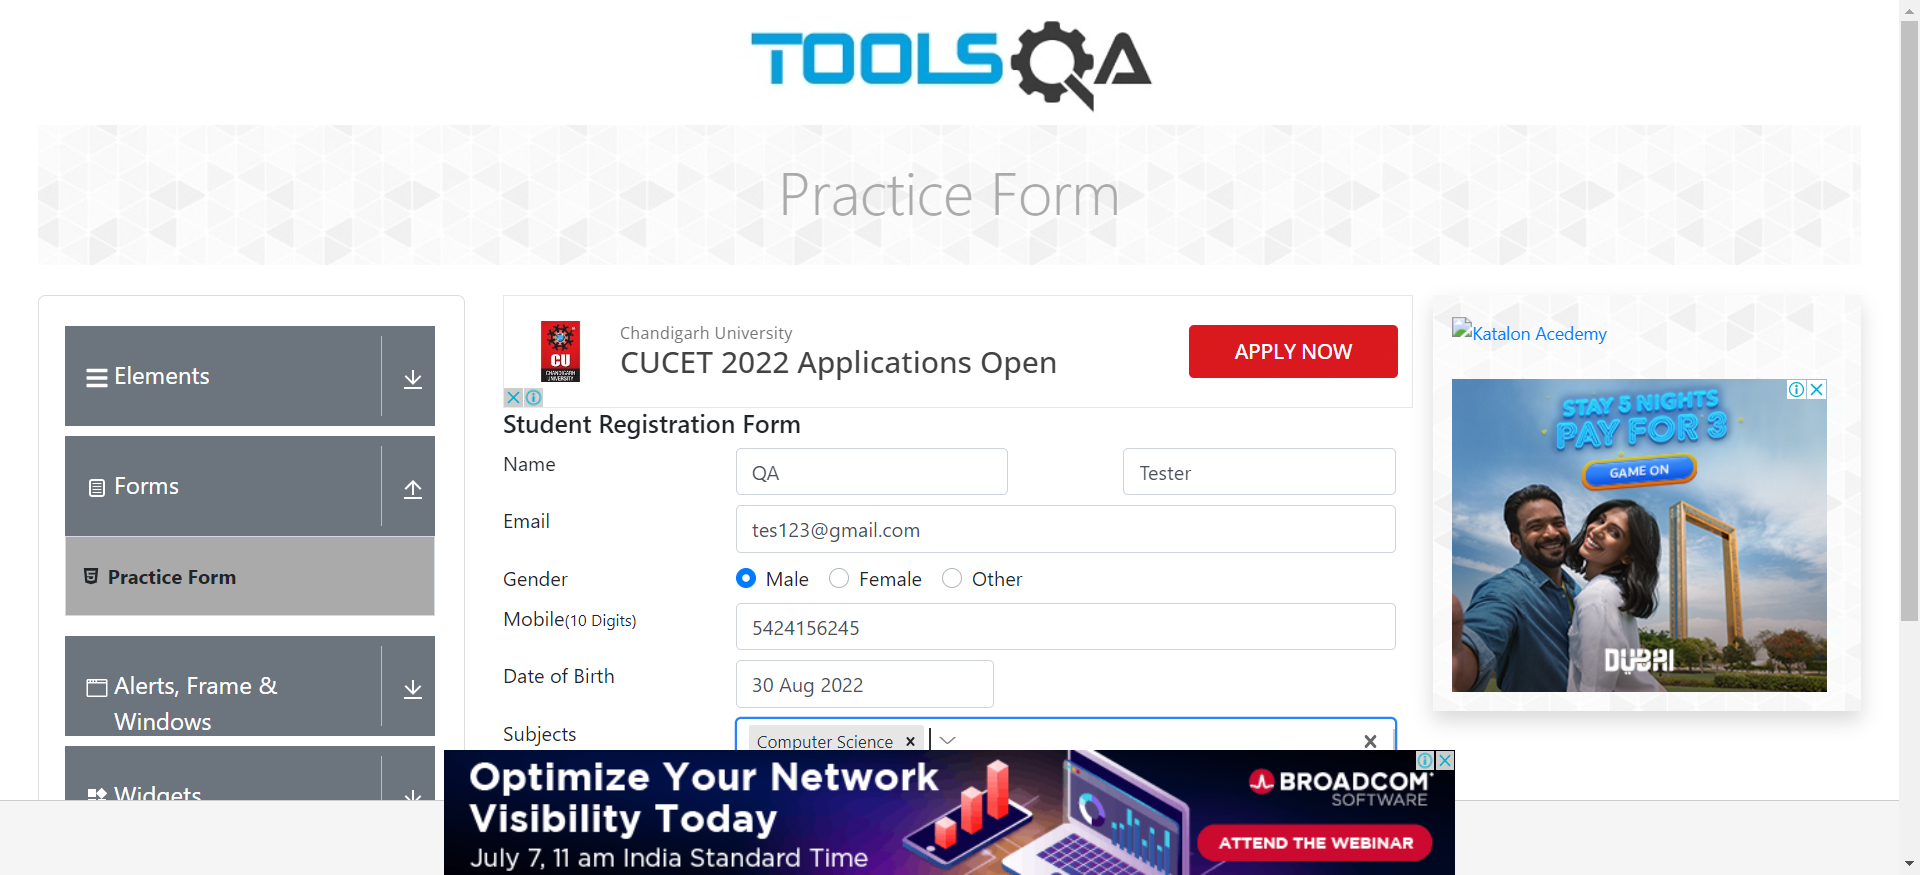 TOOLSQA
Practice Form
Elements
Forms
Practice Form
Alerts, Frame &
Windows
Widgets
Chandigarh University
CUCET 2022 Applications Open
APPLY NOW
CU
CHANDIGARH
UNIVERSITY
Student Registration Form
Name
QA
Tester
Email
tes123@gmail.com
Gender
Male
Female
Other
Mobile(10 Digits)
5424156245
Date of Birth
30 Aug 2022
Subjects
Computer Science
Katalon Acedemy
STAY 5 NIGHTS
PAY FOR 3
GAME ON
DUBAI
Optimize Your Network
Visibility Today
July 7, 11 am India Standard Time
BROADCOM
SOFTWARE
ATTEND THE WEBINAR